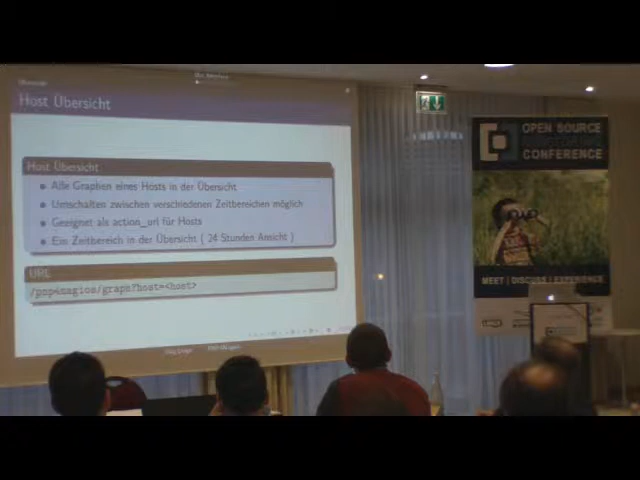 Übersicht
Host Übersicht
Host Übersicht
Alle Graphen eines Hosts in der Übersicht
Umschalten zwischen verschiedenen Zeitbereichen möglich
Geeignet als action_url für Hosts
Ein Zeitbereich in der Übersicht ( 24 Stunden Ansicht )
URL
/pnp4nagios/graph?host=<host>
OPEN SOURCE
CONFERENCE
MEET | DISCUSS | EXPERIENCE